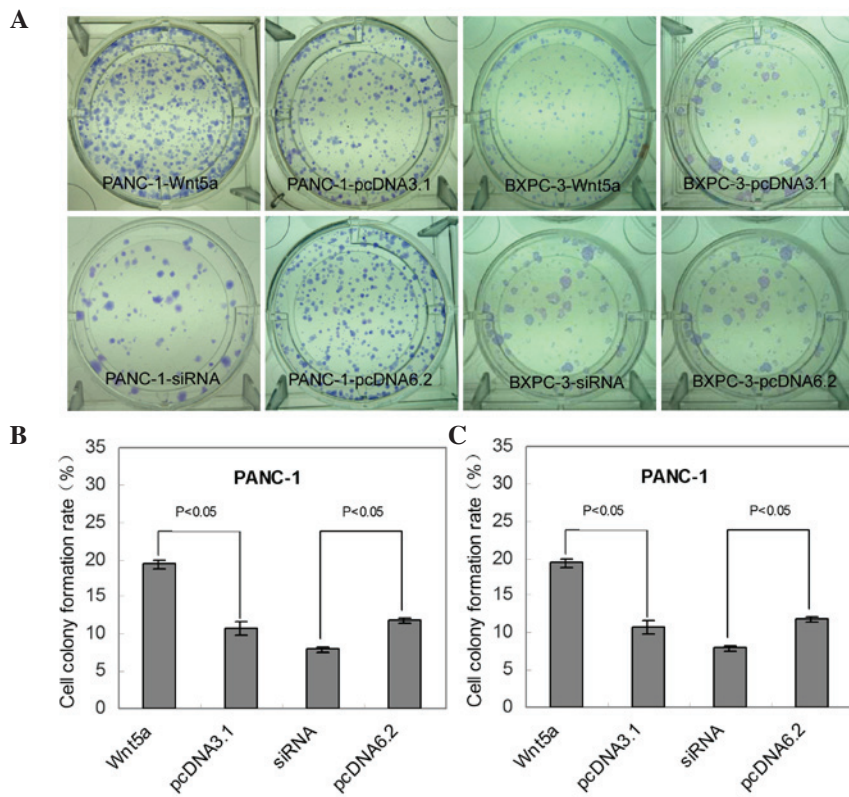 A
PANC-1-Wnt5a
PANC-1-pcDNA3.1
BXPC-3-Wnt5a
BXPC-3-pcDNA3.1
PANC-1-siRNA
PANC-1-pcDNA6.2
BXPC-3-siRNA
BXPC-3-pcDNA6.2
B
Cell colony formation rate（%）
35
30
25
20
15
10
5
0
PANC-1
P<0.05
P<0.05
Wnt5a
pcDNA3.1
siRNA
pcDNA6.2
C
Cell colony formation rate（%）
35
30
25
20
15
10
5
0
PANC-1
P<0.05
P<0.05
Wnt5a
pcDNA3.1
siRNA
pcDNA6.2